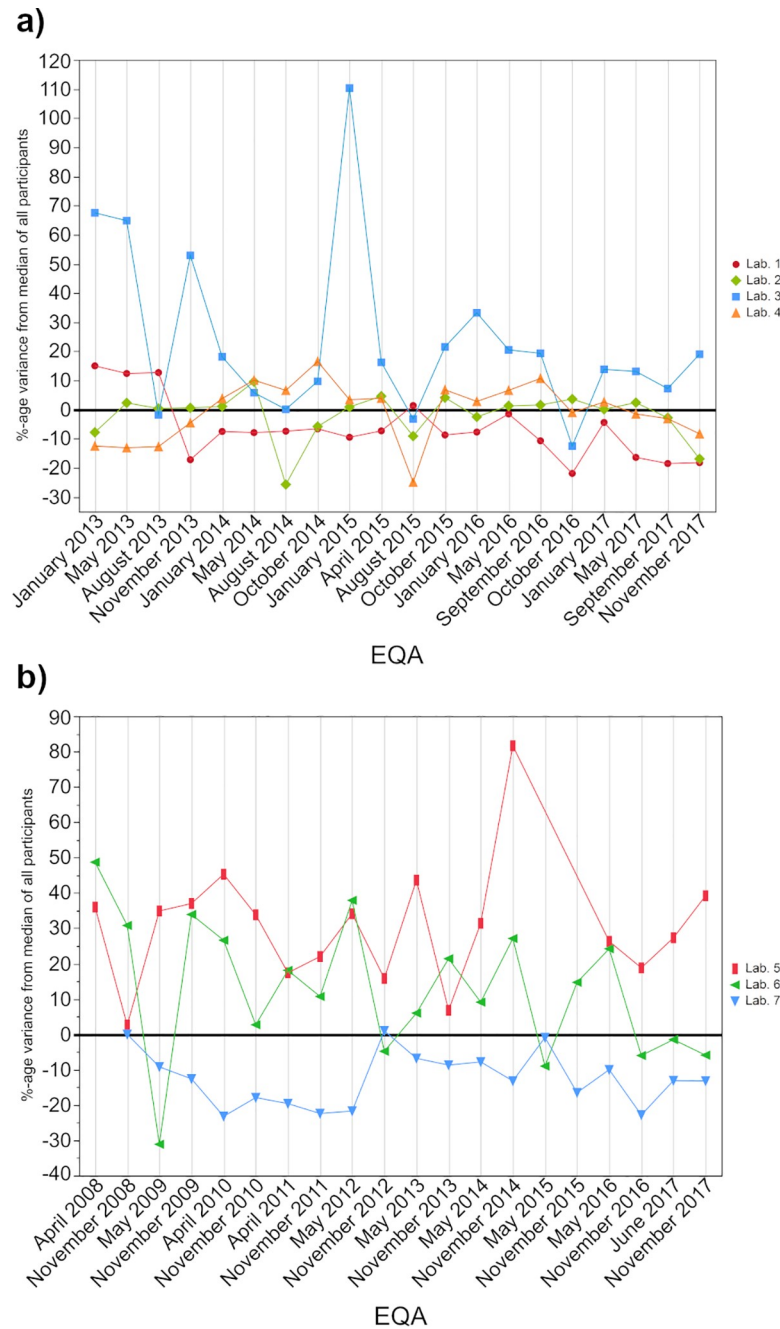 a)
%-age variance from median of all participants
120
110
100
90
80
70
60
50
40
30
20
10
0
-10
-20
-30
Lab. 1
Lab. 2
Lab. 3
Lab. 4
January 2013
May 2013
August 2013
November 2013
January 2014
May 2014
August 2014
October 2014
January 2015
April 2015
August 2015
October 2015
January 2016
May 2016
September 2016
October 2016
January 2017
May 2017
September 2017
November 2017
EQA
b)
%-age variance from median of all participants
90
80
70
60
50
40
30
20
10
0
-10
-20
-30
-40
Lab. 5
Lab. 6
Lab. 7
April 2008
November 2008
May 2009
November 2009
April 2010
November 2010
April 2011
November 2011
May 2012
November 2012
May 2013
November 2013
May 2014
November 2014
May 2015
November 2015
May 2016
November 2016
June 2017
November 2017
EQA